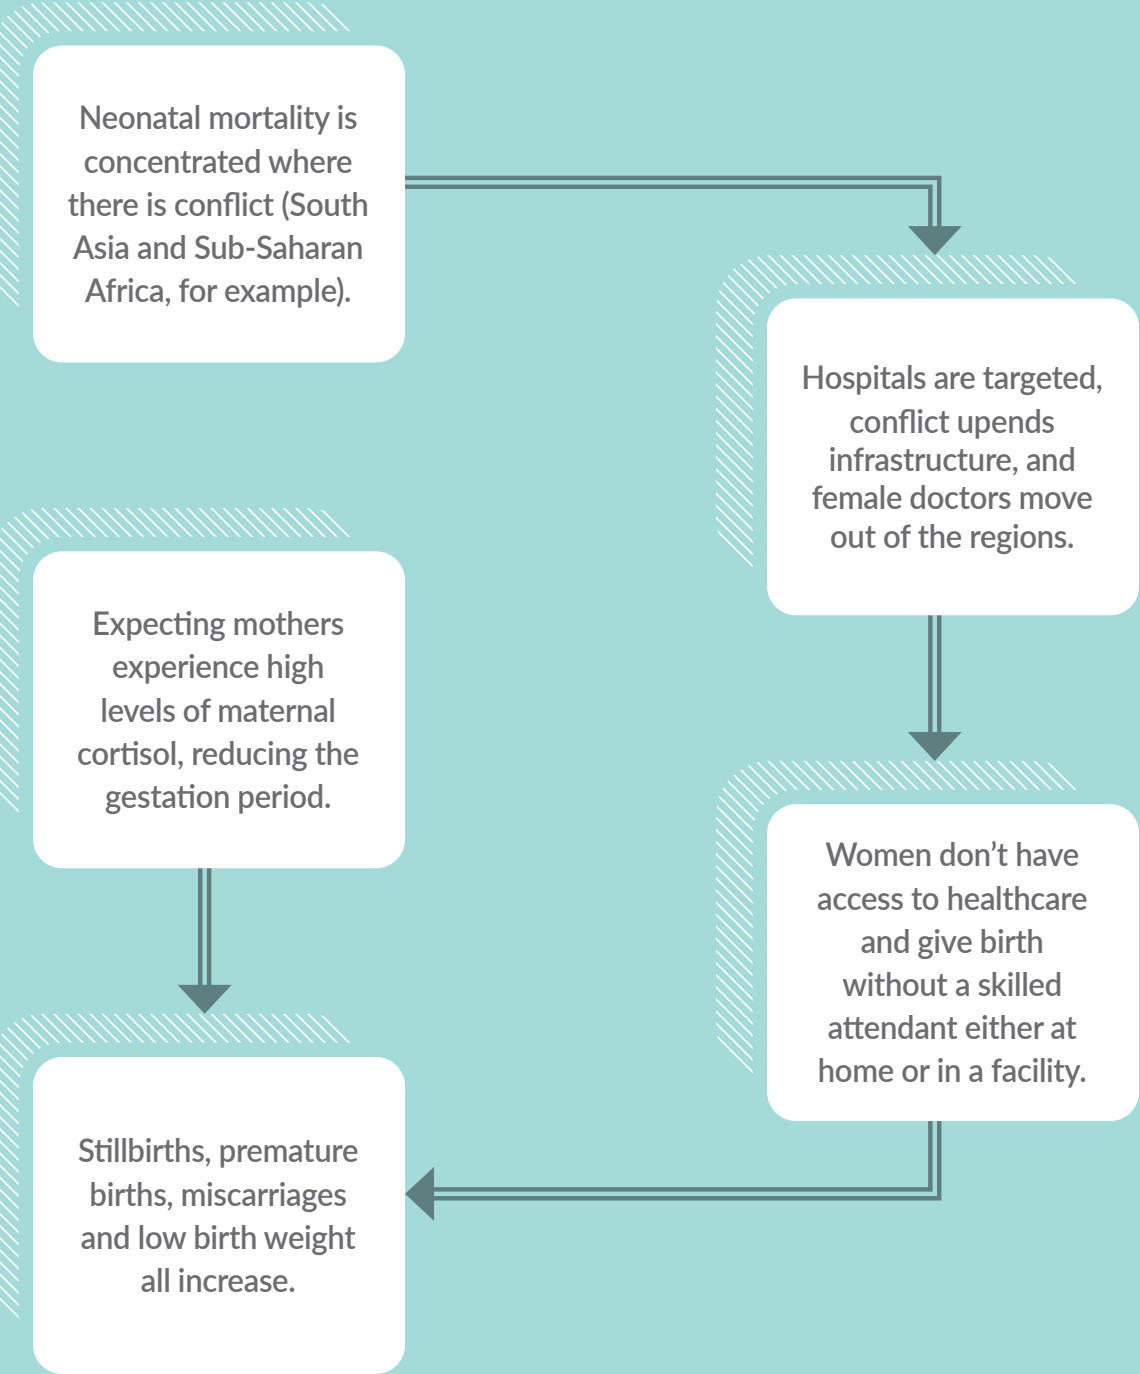 Neonatal mortality is
concentrated where
there is conflict (South
Asia and Sub-Saharan
Africa, for example).
Hospitals are targeted,
conflict upends
infrastructure, and
female doctors move
out of the regions.
Expecting mothers
experience high
levels of maternal
cortisol, reducing the
gestation period.
Women don’t have
access to healthcare
and give birth
without a skilled
attendant either at
home or in a facility.
Stillbirths, premature
births, miscarriages
and low birth weight
all increase.